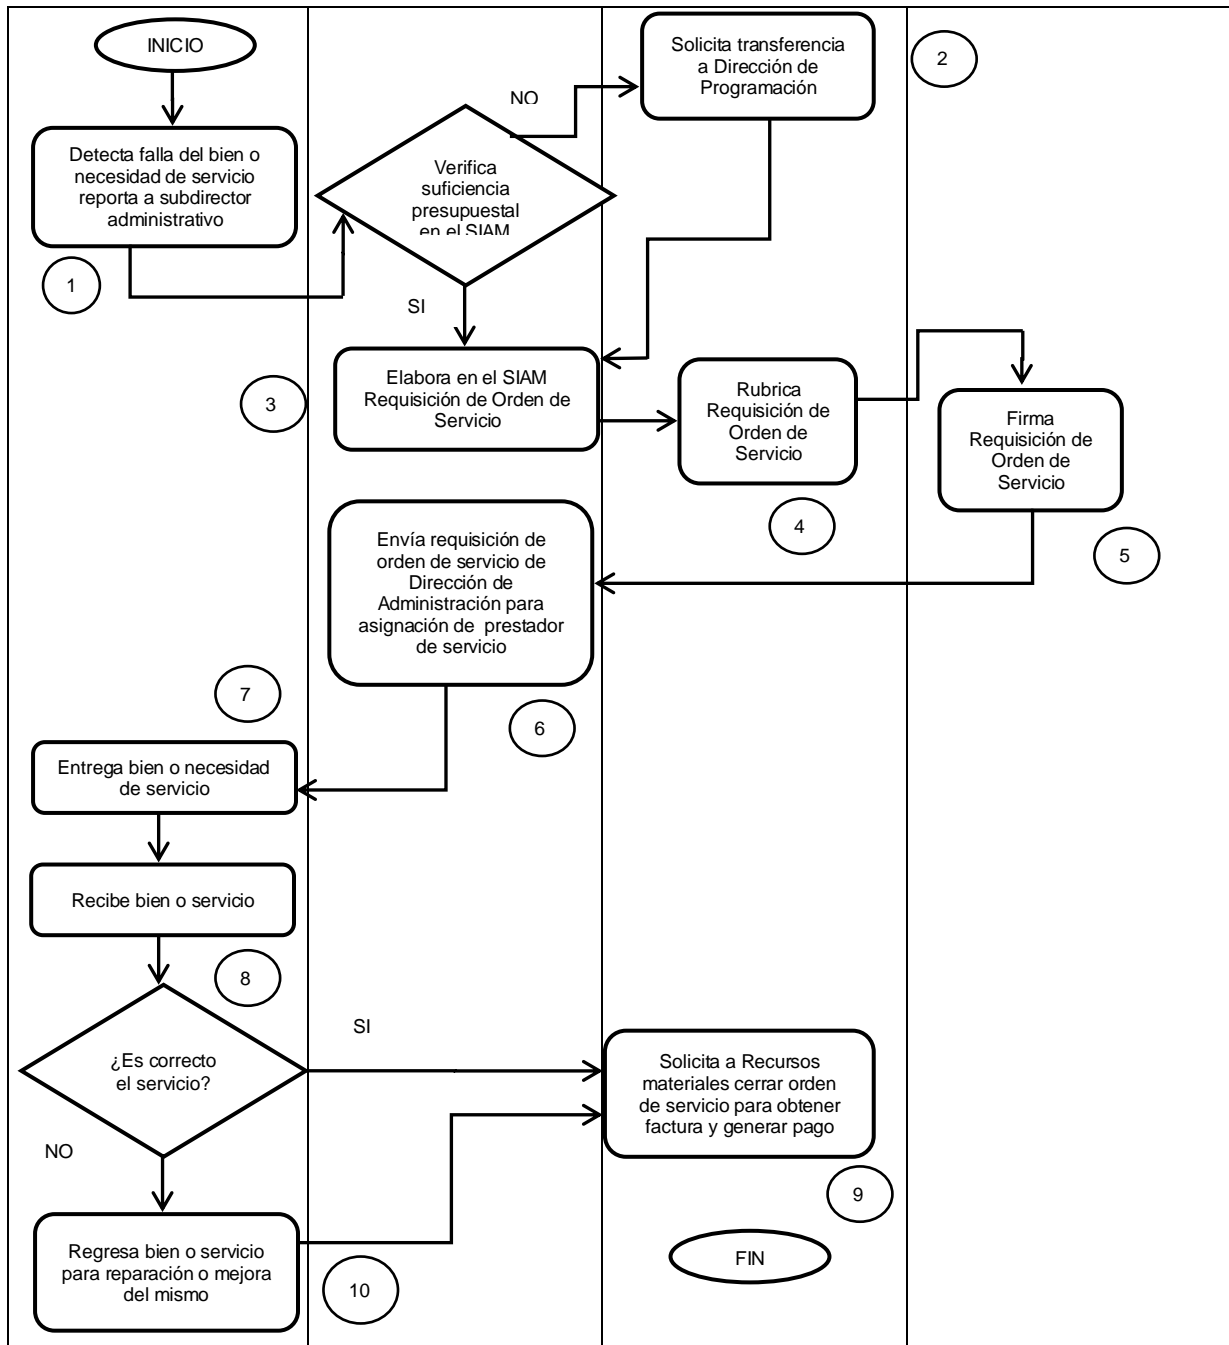 INICIO
Solicita transferencia
a Dirección de
Programación
2
NO
Detecta falla del bien o
necesidad de servicio
reporta a subdirector
administrativo
Verifica
suficiencia
presupuestal
en el SIAM
1
SI
3
Elabora en el SIAM
Requisición de Orden de
Servicio
Rubrica
Requisición de
Orden de
Servicio
Firma
Requisición de
Orden de
Servicio
4
5
Envía requisición de
orden de servicio de
Dirección de
Administración para
asignación de prestador
de servicio
7
6
Entrega bien o necesidad
de servicio
Recibe bien o servicio
8
¿Es correcto
el servicio?
SI
Solicita a Recursos
materiales cerrar orden
de servicio para obtener
factura y generar pago
NO
9
Regresa bien o servicio
para reparación o mejora
del mismo
10
FIN